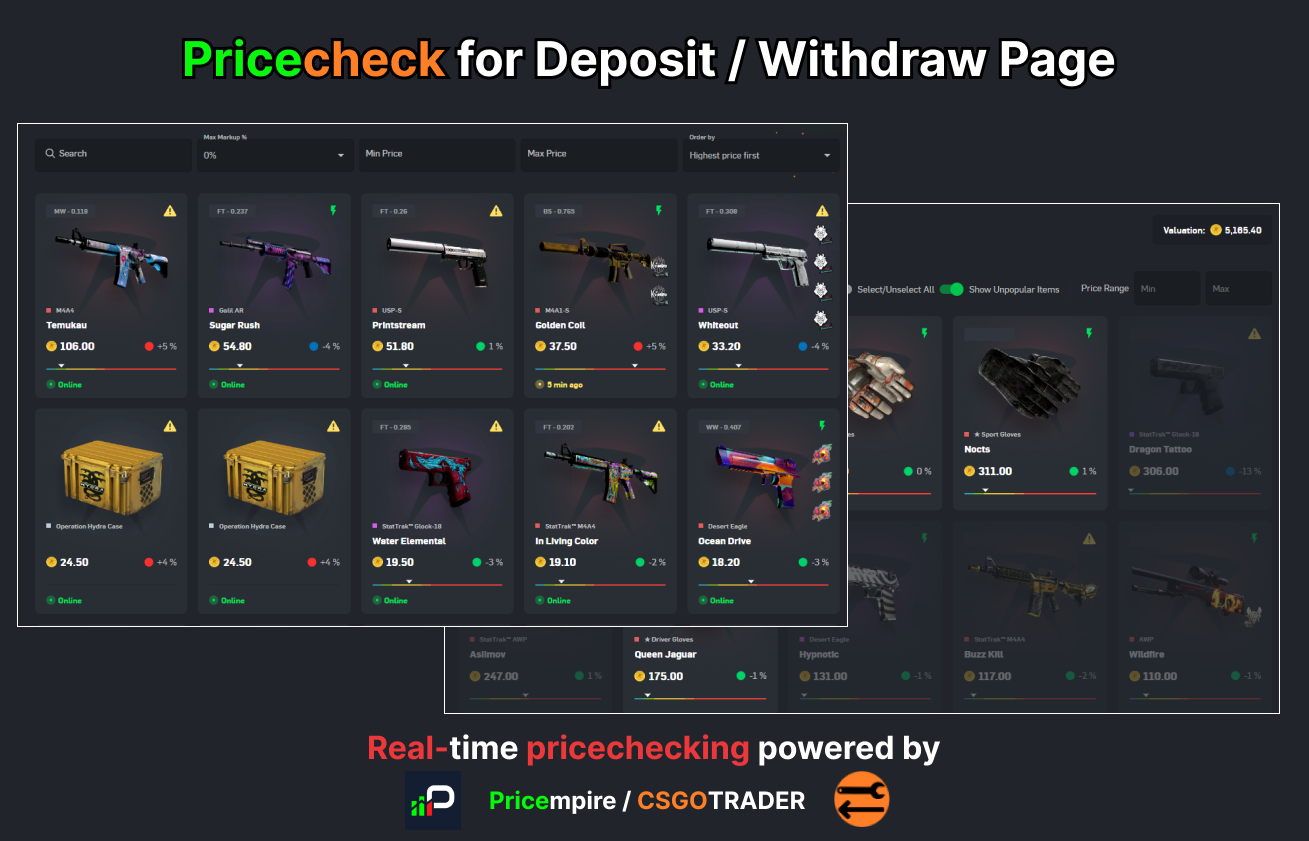 Pricecheck for Deposit / Withdraw Page
Search
Max Markup %
0%
Min Price
Max Price
Order by
Highest price first
MW - 0.118
M4A4
Temukau
106.00
+5 %
Online
FT - 0.237
Galil AR
Sugar Rush
54.80
-4 %
Online
FT - 0.26
USP-S
Printstream
51.80
1 %
Online
BS - 0.765
M4A1-S
Golden Coil
37.50
+5 %
5 min ago
FT - 0.308
USP-S
Whiteout
33.20
-4 %
Online
Operation Hydra Case
24.50
+4 %
Online
Operation Hydra Case
24.50
+4 %
Online
FT - 0.285
StatTrak™ Glock-18
Water Elemental
19.50
-3 %
Online
FT - 0.202
StatTrak™ M4A4
In Living Color
19.10
-2 %
Online
WW - 0.407
Desert Eagle
Ocean Drive
18.20
-3 %
Online
Valuation: 5,165.40
Select/Unselect All
Show Unpopular Items
Price Range
Min
Max
0 %
★ Sport Gloves
Nocts
311.00
1 %
StatTrak™ Glock-18
Dragon Tattoo
306.00
-13 %
StatTrak™ AWP
Asiimov
247.00
1 %
★ Driver Gloves
Queen Jaguar
175.00
-1 %
Desert Eagle
Hypnotic
131.00
-1 %
StatTrak™ M4A4
Buzz Kill
117.00
-2 %
AWP
Wildfire
110.00
-1 %
Real-time pricechecking powered by
Pricempire / CSGOTRADER